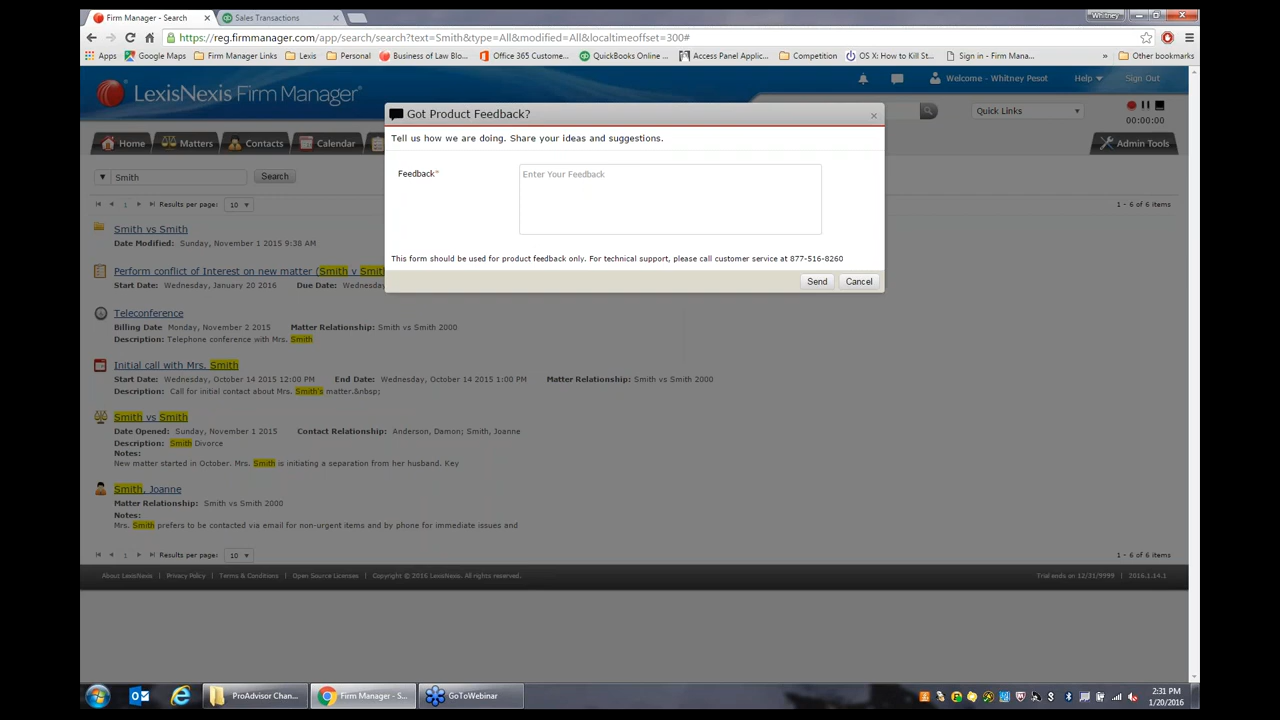 Firm Manager - Search × Sales Transactions × Whitney
https://reg.firmmanager.com/app/search/search?text=Smith&type=All&modified=All&localtimeoffset=300#
Apps Google Maps Firm Manager Links Lexis Personal Business of Law Blo... Office 365 Custome... QuickBooks Online ... Access Panel Applic... Competition OS X: How to Kill St... Sign in - Firm Mana... » Other bookmarks
LexisNexis Firm Manager® Welcome - Whitney Pesot Help Sign Out
Quick Links 00:00:00
Home Matters Contacts Calendar Admin Tools
Got Product Feedback? ×
Tell us how we are doing. Share your ideas and suggestions.
Feedback* Enter Your Feedback
This form should be used for product feedback only. For technical support, please call customer service at 877-516-8260
Send Cancel
Smith Search
1 Results per page: 10 1 - 6 of 6 items
Smith vs Smith
Date Modified: Sunday, November 1 2015 9:38 AM
Perform conflict of Interest on new matter (Smith v Smit
Start Date: Wednesday, January 20 2016 Due Date: Wednesda
Teleconference
Billing Date Monday, November 2 2015 Matter Relationship: Smith vs Smith 2000
Description: Telephone conference with Mrs. Smith
Initial call with Mrs. Smith
Start Date: Wednesday, October 14 2015 12:00 PM End Date: Wednesday, October 14 2015 1:00 PM Matter Relationship: Smith vs Smith 2000
Description: Call for initial contact about Mrs. Smith's matter.&nbsp;
Smith vs Smith
Date Opened: Sunday, November 1 2015 Contact Relationship: Anderson, Damon; Smith, Joanne
Description: Smith Divorce
Notes:
New matter started in October. Mrs. Smith is initiating a separation from her husband. Key
Smith, Joanne
Matter Relationship: Smith vs Smith 2000
Notes:
Mrs. Smith prefers to be contacted via email for non-urgent items and by phone for immediate issues and
1 Results per page: 10 1 - 6 of 6 items
About LexisNexis | Privacy Policy | Terms & Conditions | Open Source Licenses | Copyright © 2016 LexisNexis. All rights reserved. Trial ends on 12/31/9999 | 2016.1.14.1
ProAdvisor Chan... Firm Manager - S... GoToWebinar
2:31 PM
1/20/2016